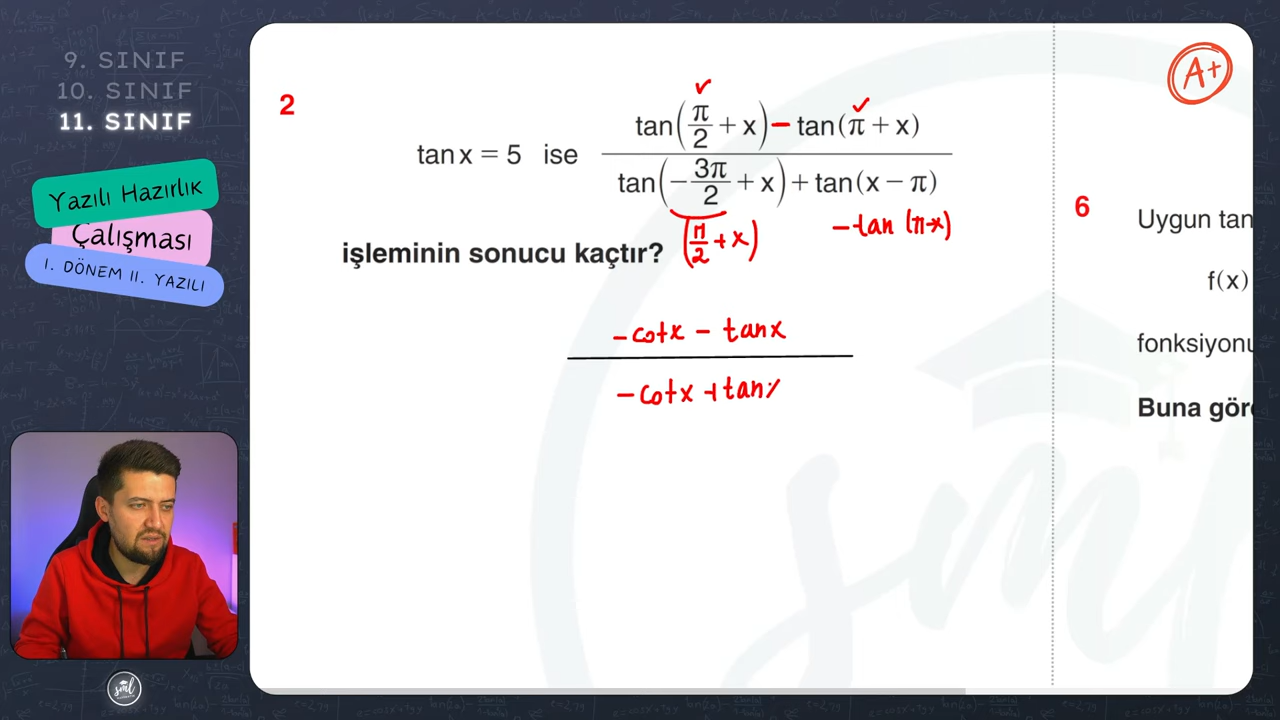 9. SINIF
10. SINIF
11. SINIF
Yazılı Hazırlık
Çalışması
I. DÖNEM II. YAZILI
A+
2
tan x = 5 ise
tan(π/2 + x) − tan(π + x)
tan(−3π/2 + x) + tan(x − π)
(π/2 + x)
−tan (π−x)
işleminin sonucu kaçtır?
−cotx − tanx
−cotx + tanx
6
Uygun tan
f(x)
fonksiyonu
Buna göre
sml
sml